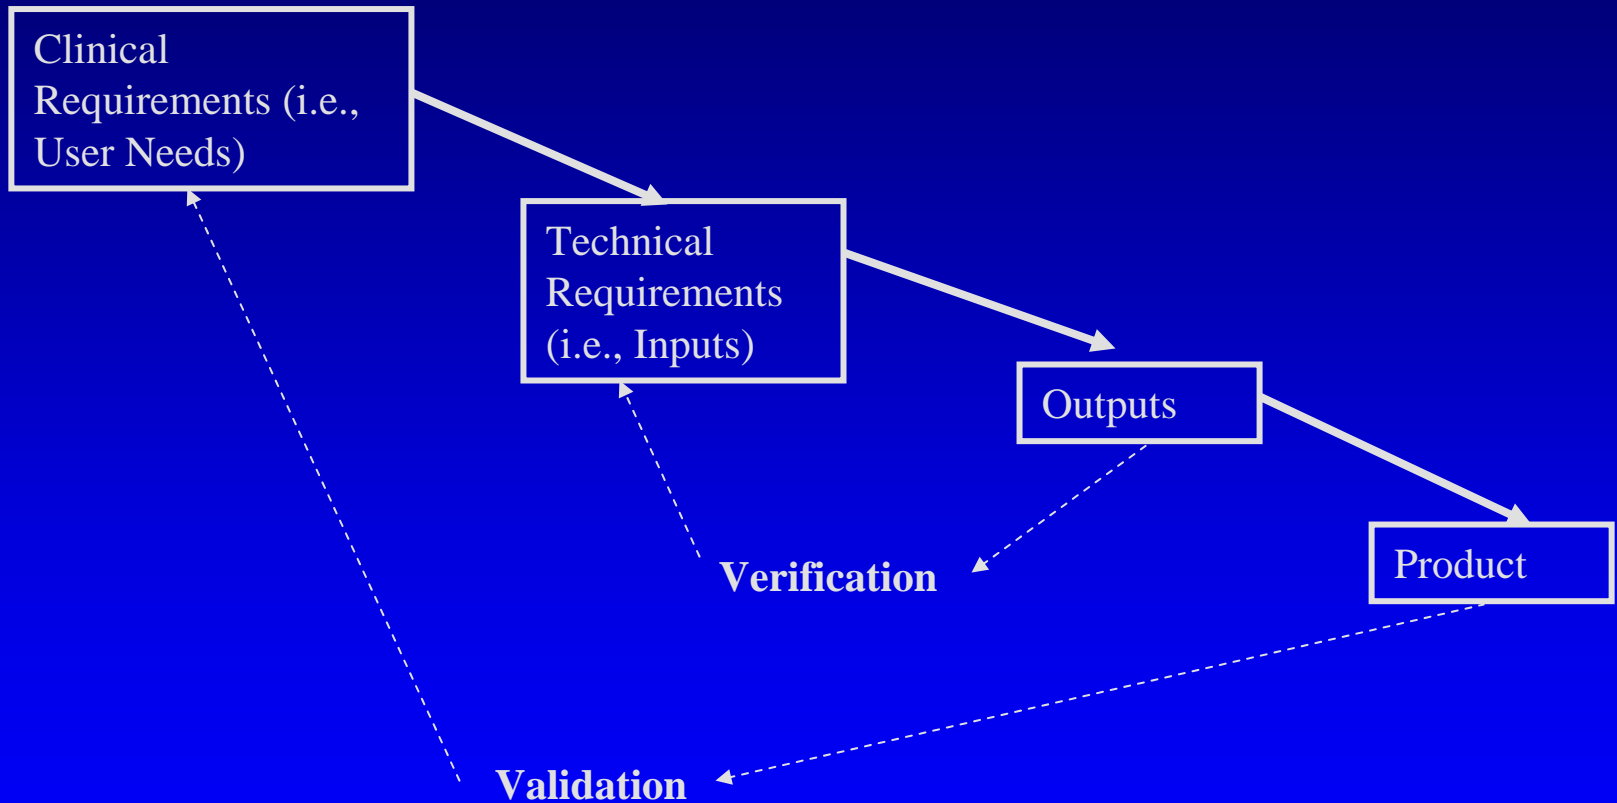 Clinical
Requirements (i.e.,
User Needs)
Technical
Requirements
(i.e., Inputs)
Outputs
Product
Verification
Validation